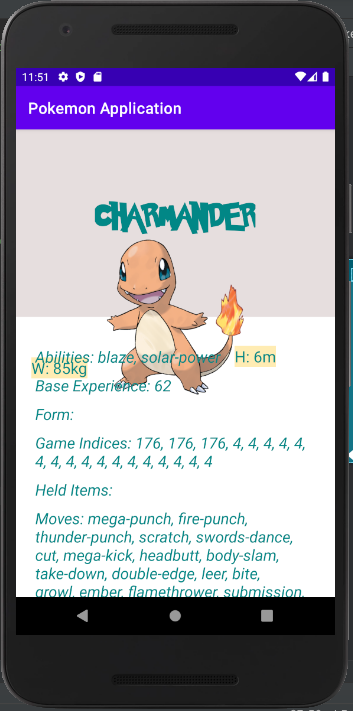 11:51
Pokemon Application
CHARMANDER
Abilities: blaze, solar-power
H: 6m
W: 85kg
Base Experience: 62
Form:
Game Indices: 176, 176, 176, 4, 4, 4, 4, 4,
4, 4, 4, 4, 4, 4, 4, 4, 4, 4, 4, 4
Held Items:
Moves: mega-punch, fire-punch,
thunder-punch, scratch, swords-dance,
cut, mega-kick, headbutt, body-slam,
take-down, double-edge, leer, bite,
growl, ember, flamethrower, submission,